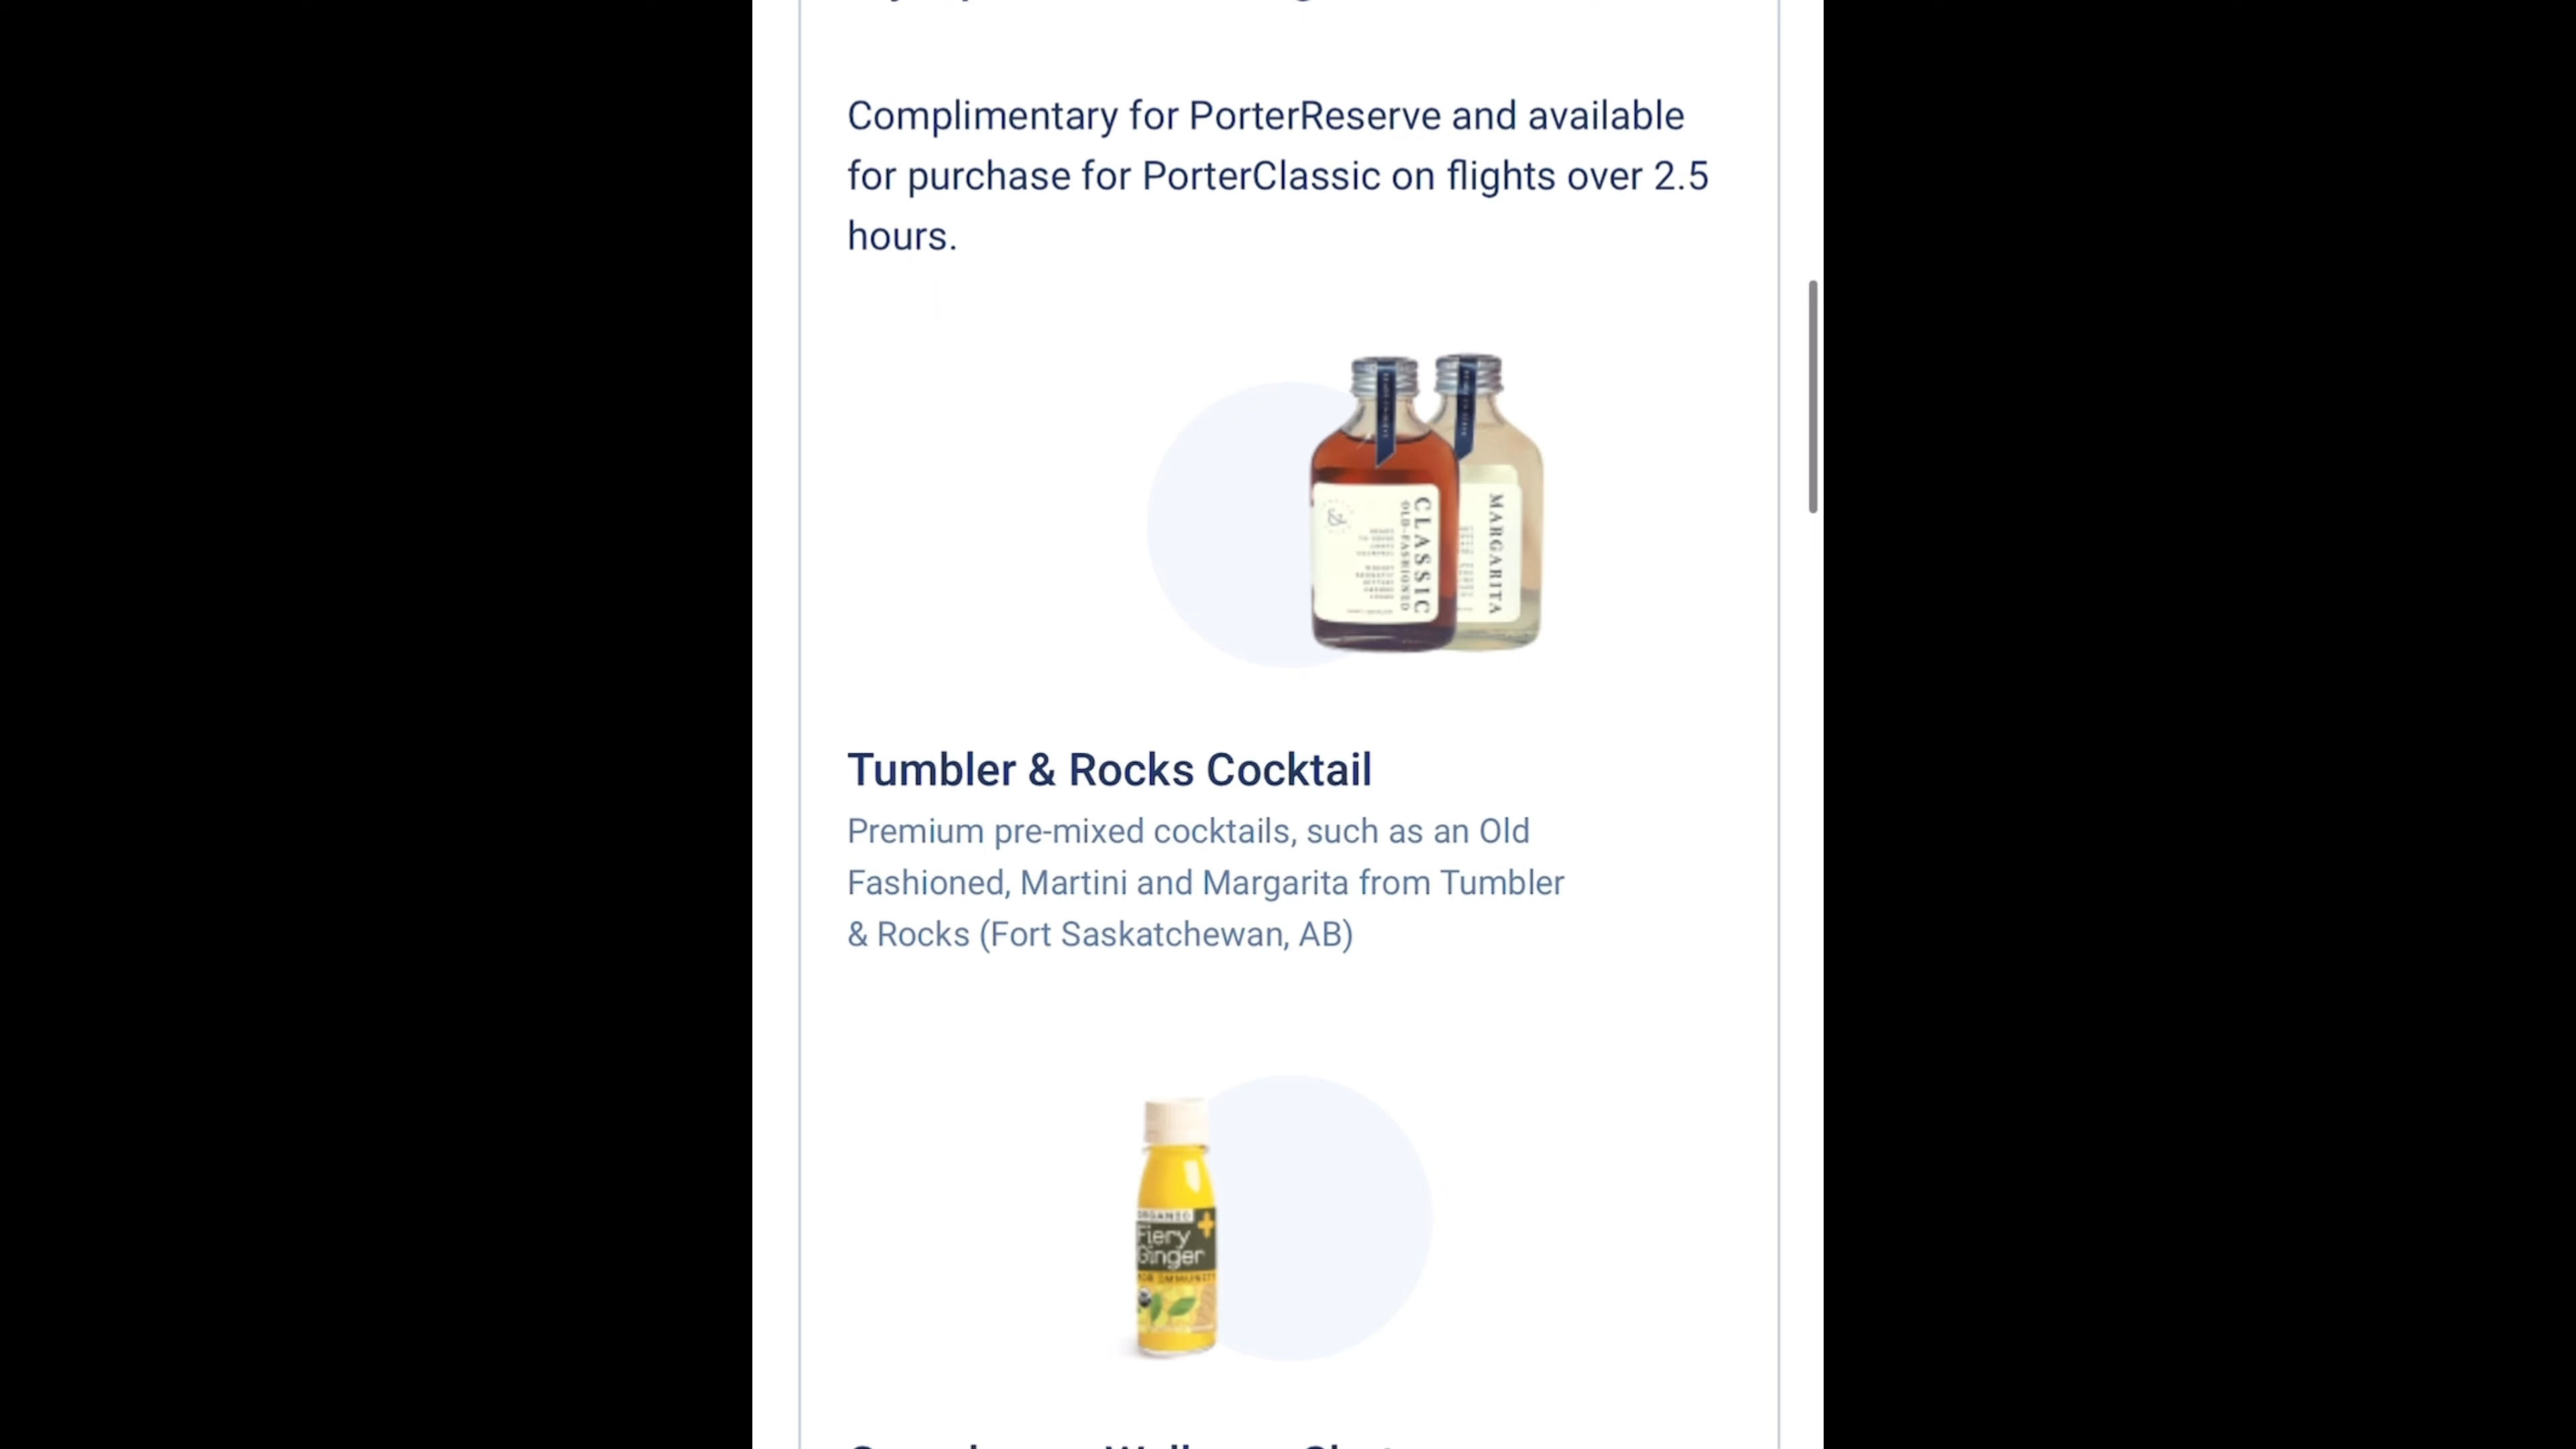 Complimentary for PorterReserve and available
for purchase for PorterClassic on flights over 2.5
hours.
CLASSIC
OLD-FASHIONED
MARGARITA
Tumbler & Rocks Cocktail
Premium pre-mixed cocktails, such as an Old
Fashioned, Martini and Margarita from Tumbler
& Rocks (Fort Saskatchewan, AB)
ORGANIC
Fiery
Ginger
FOR IMMUNITY